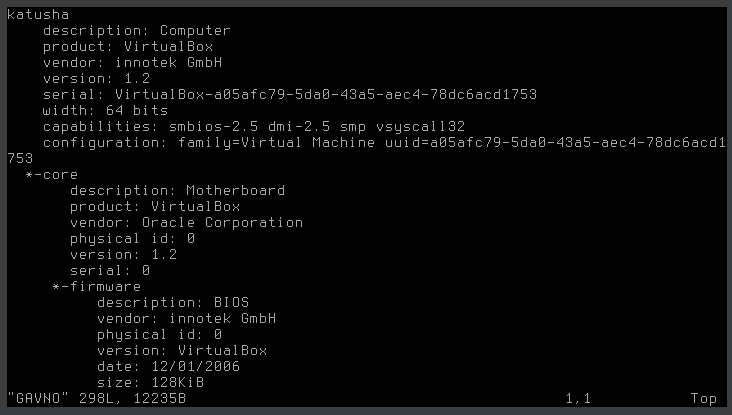 katusha
    description: Computer
    product: VirtualBox
    vendor: innotek GmbH
    version: 1.2
    serial: VirtualBox-a05afc79-5da0-43a5-aec4-78dc6acd1753
    width: 64 bits
    capabilities: smbios-2.5 dmi-2.5 smp vsyscall32
    configuration: family=Virtual Machine uuid=a05afc79-5da0-43a5-aec4-78dc6acd1
753
  *-core
       description: Motherboard
       product: VirtualBox
       vendor: Oracle Corporation
       physical id: 0
       version: 1.2
       serial: 0
     *-firmware
          description: BIOS
          vendor: innotek GmbH
          physical id: 0
          version: VirtualBox
          date: 12/01/2006
          size: 128KiB
"GAVNO" 298L, 12235B                                          1,1           Top